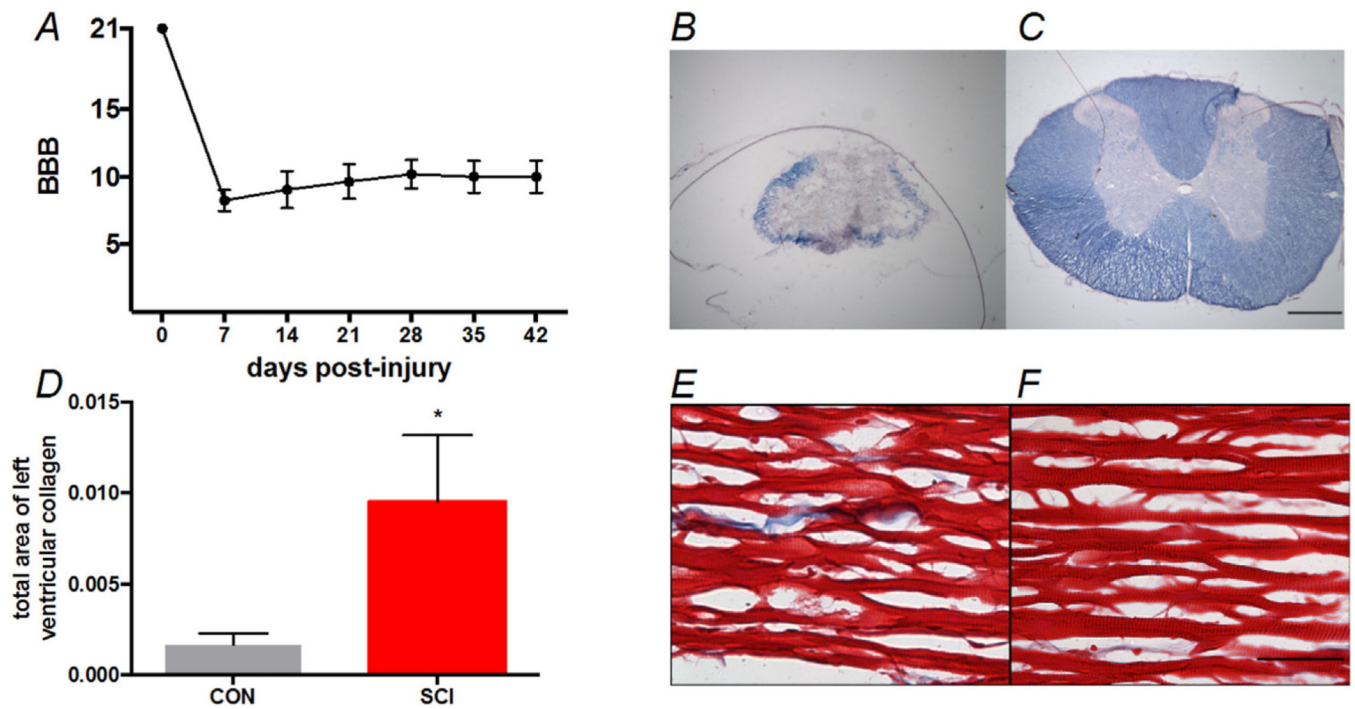 A
BBB
21
15
10
5
0 7 14 21 28 35 42
days post-injury
B
C
D
total area of left
ventricular collagen
0.015
0.010
0.005
0.000
*
CON SCI
E
F